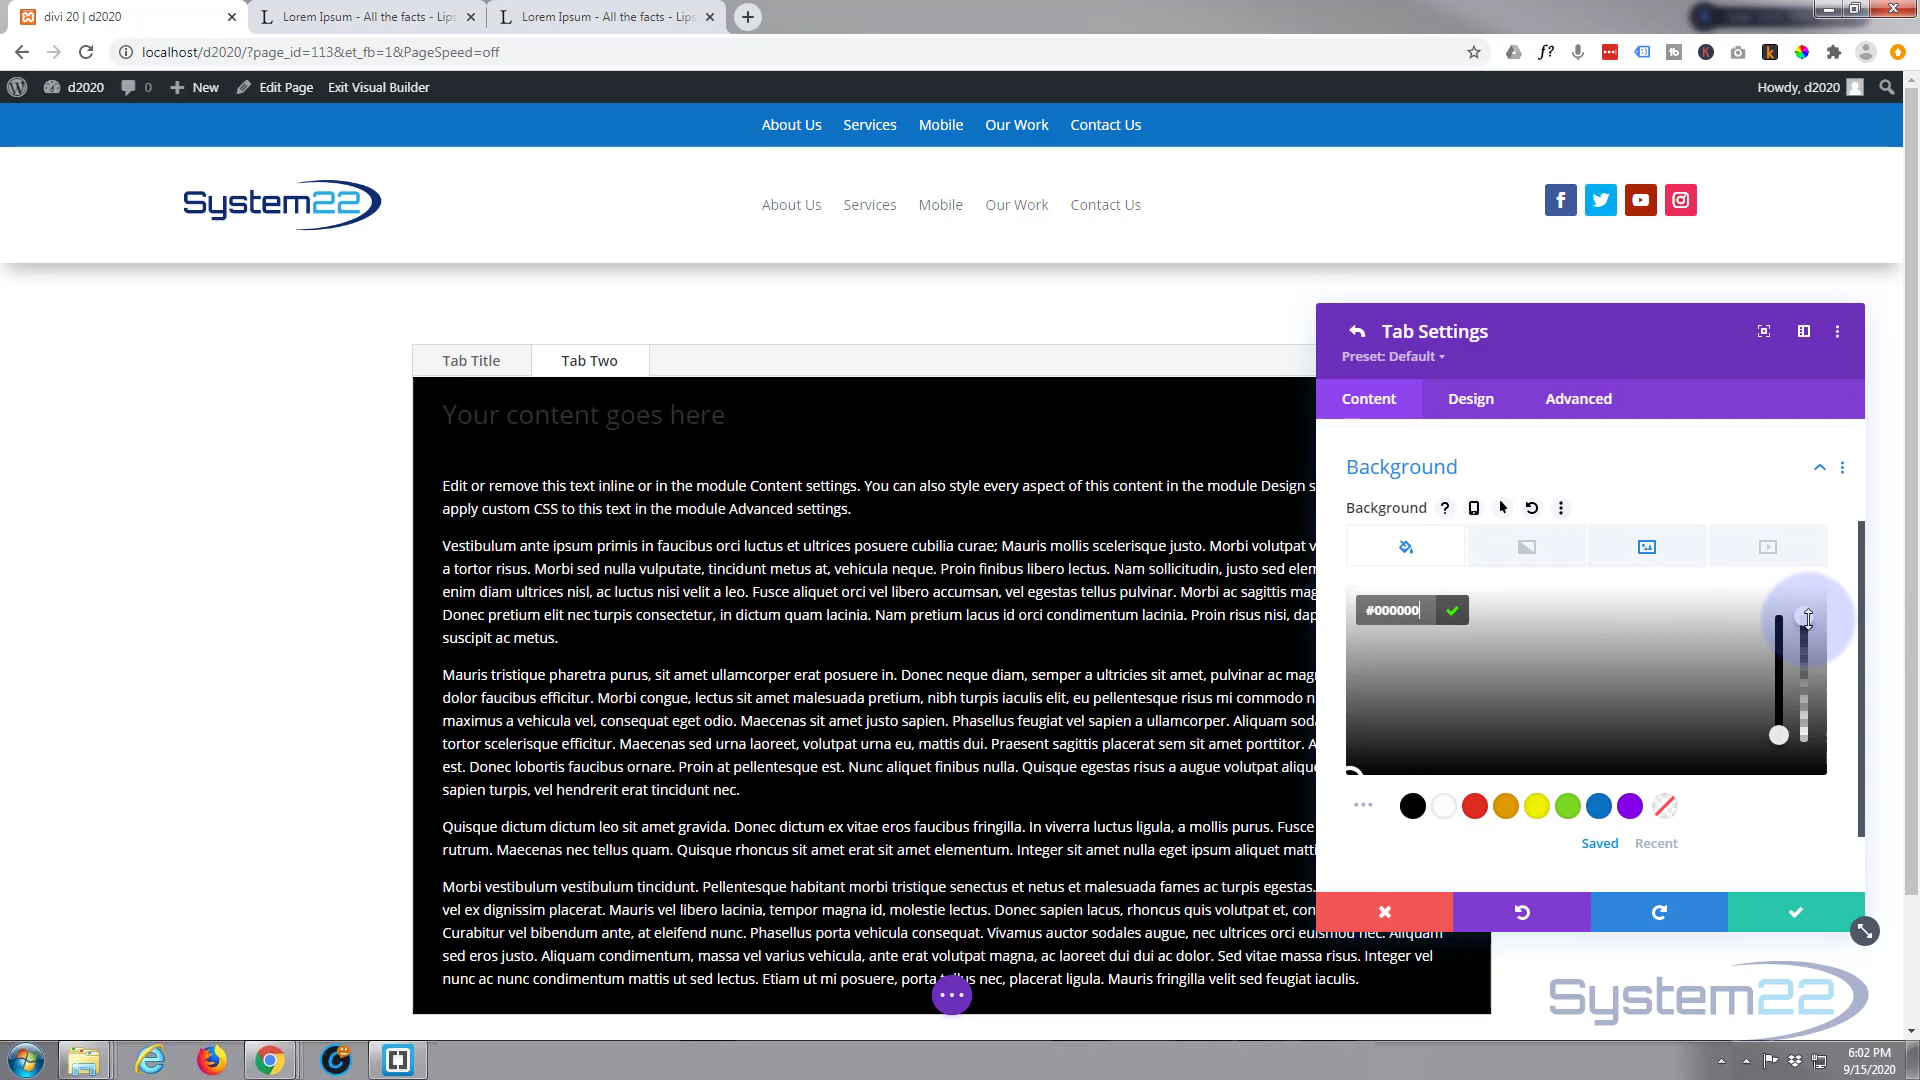 divi 20 | d2020
Lorem Ipsum - All the facts - Lips
Lorem Ipsum - All the facts - Lips
localhost/d2020/?page_id=113&et_fb=1&PageSpeed=off
d2020 0 New Edit Page Exit Visual Builder Howdy, d2020
About Us Services Mobile Our Work Contact Us
System22
About Us Services Mobile Our Work Contact Us
Tab Title Tab Two
Your content goes here
Edit or remove this text inline or in the module Content settings. You can also style every aspect of this content in the module Design s
apply custom CSS to this text in the module Advanced settings.
Vestibulum ante ipsum primis in faucibus orci luctus et ultrices posuere cubilia curae; Mauris mollis scelerisque justo. Morbi volutpat v
a tortor risus. Morbi sed nulla vulputate, tincidunt metus at, vehicula neque. Proin finibus libero lectus. Nam sollicitudin, justo sed elem
enim diam ultrices nisl, ac luctus nisi velit a leo. Fusce aliquet orci vel libero accumsan, vel egestas tellus pulvinar. Morbi ac sagittis mag
Donec pretium elit nec turpis consectetur, in dictum quam lacinia. Nam pretium lacus id orci condimentum lacinia. Proin risus nisi, dap
suscipit ac metus.
Mauris tristique pharetra purus, sit amet ullamcorper erat posuere in. Donec neque diam, semper a ultricies sit amet, pulvinar ac mag
dolor faucibus efficitur. Morbi congue, lectus sit amet malesuada pretium, nibh turpis iaculis elit, eu pellentesque risus mi commodo n
maximus a vehicula vel, consequat eget odio. Maecenas sit amet justo sapien. Phasellus feugiat vel sapien a ullamcorper. Aliquam soda
tortor scelerisque efficitur. Maecenas sed urna laoreet, volutpat urna eu, mattis dui. Praesent sagittis placerat sem sit amet porttitor. A
est. Donec lobortis faucibus ornare. Proin at pellentesque est. Nunc aliquet finibus nulla. Quisque egestas risus a augue volutpat alique
sapien turpis, vel hendrerit erat tincidunt nec.
Quisque dictum dictum leo sit amet gravida. Donec dictum ex vitae eros faucibus fringilla. In viverra luctus ligula, a mollis purus. Fusce
rutrum. Maecenas nec tellus quam. Quisque rhoncus sit amet erat sit amet elementum. Integer sit amet nulla eget ipsum aliquet matti
Morbi vestibulum vestibulum tincidunt. Pellentesque habitant morbi tristique senectus et netus et malesuada fames ac turpis egestas.
vel ex dignissim placerat. Mauris vel libero lacinia, tempor magna id, molestie lectus. Donec sapien lacus, rhoncus quis volutpat et, con
Curabitur vel bibendum ante, at eleifend nunc. Phasellus porta vehicula consequat. Vivamus auctor sodales augue, nec ultrices orci euismod nec. Aliquam
sed eros justo. Aliquam condimentum, massa vel varius vehicula, ante erat volutpat magna, ac laoreet dui dui ac dolor. Sed vitae massa risus. Integer vel
nunc ac nunc condimentum mattis ut sed lectus. Etiam ut mi posuere, porta tellus nec, placerat ligula. Mauris fringilla velit sed feugiat iaculis.
Tab Settings
Preset: Default
Content Design Advanced
Background
Background
#000000
Saved Recent
System22
6:02 PM
9/15/2020